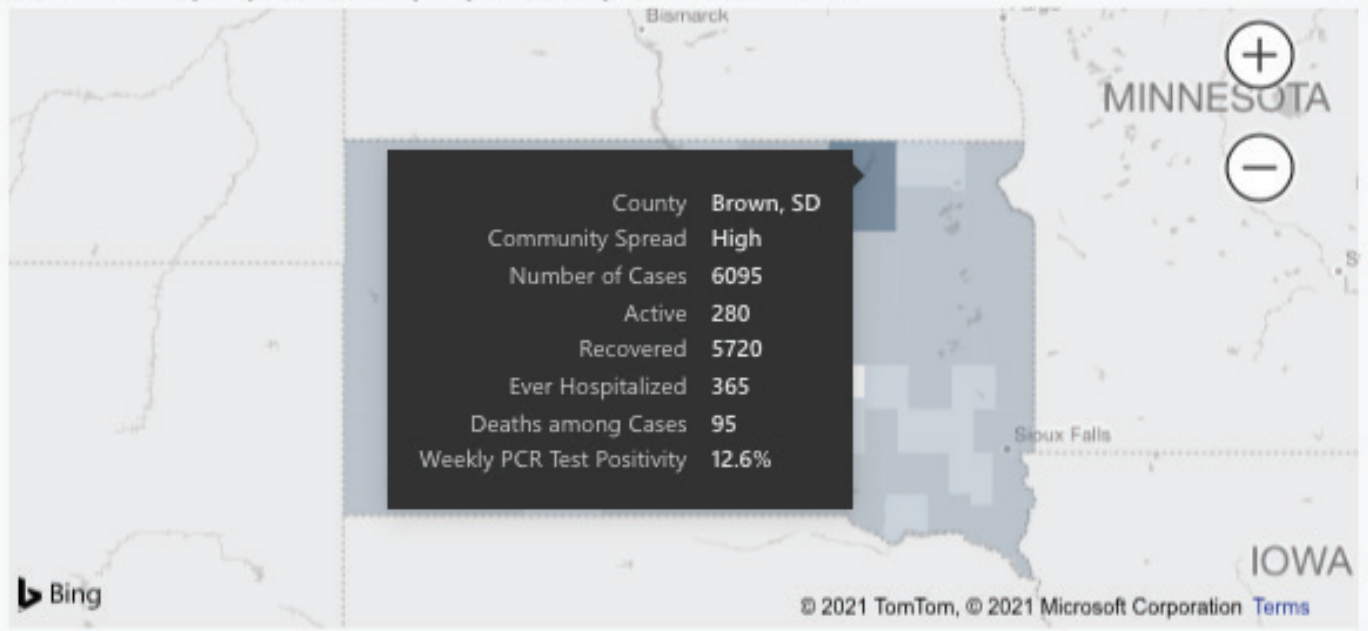 Bismarck
MINNESOTA
County Brown, SD
Community Spread High
Number of Cases 6095
Active 280
Recovered 5720
Ever Hospitalized 365
Deaths among Cases 95
Weekly PCR Test Positivity 12.6%
Sioux Falls
IOWA
Bing
© 2021 TomTom, © 2021 Microsoft Corporation Terms